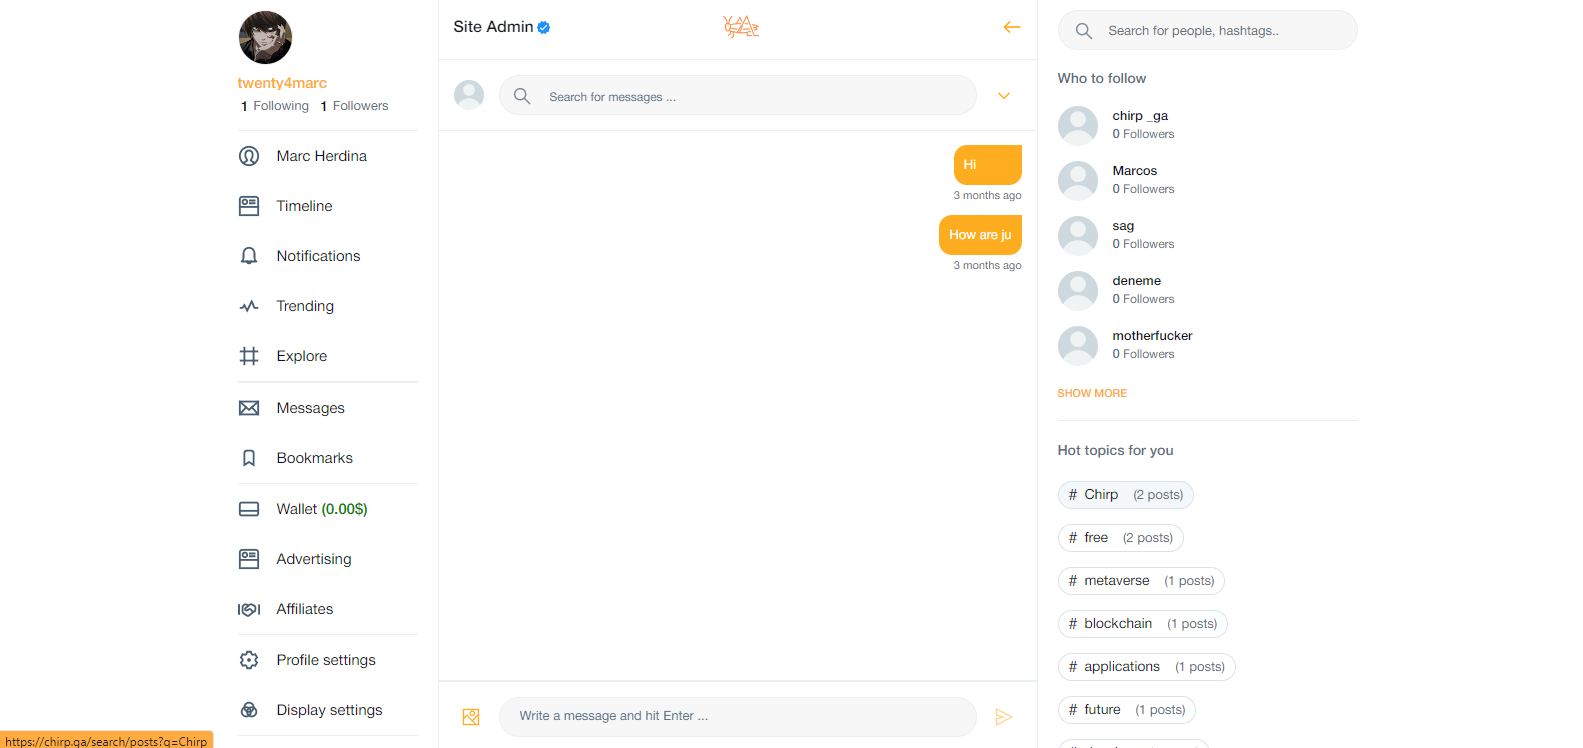 twenty4marc
1 Following 1 Followers
Marc Herdina
Timeline
Notifications
Trending
Explore
Messages
Bookmarks
Wallet (0.00$)
Advertising
Affiliates
Profile settings
Display settings
https://chirp.ga/search/posts?q=Chirp
Site Admin
Search for messages ...
Hi
3 months ago
How are ju
3 months ago
Write a message and hit Enter ...
Search for people, hashtags..
Who to follow
chirp _ga
0 Followers
Marcos
0 Followers
sag
0 Followers
deneme
0 Followers
motherfucker
0 Followers
SHOW MORE
Hot topics for you
# Chirp (2 posts)
# free (2 posts)
# metaverse (1 posts)
# blockchain (1 posts)
# applications (1 posts)
# future (1 posts)